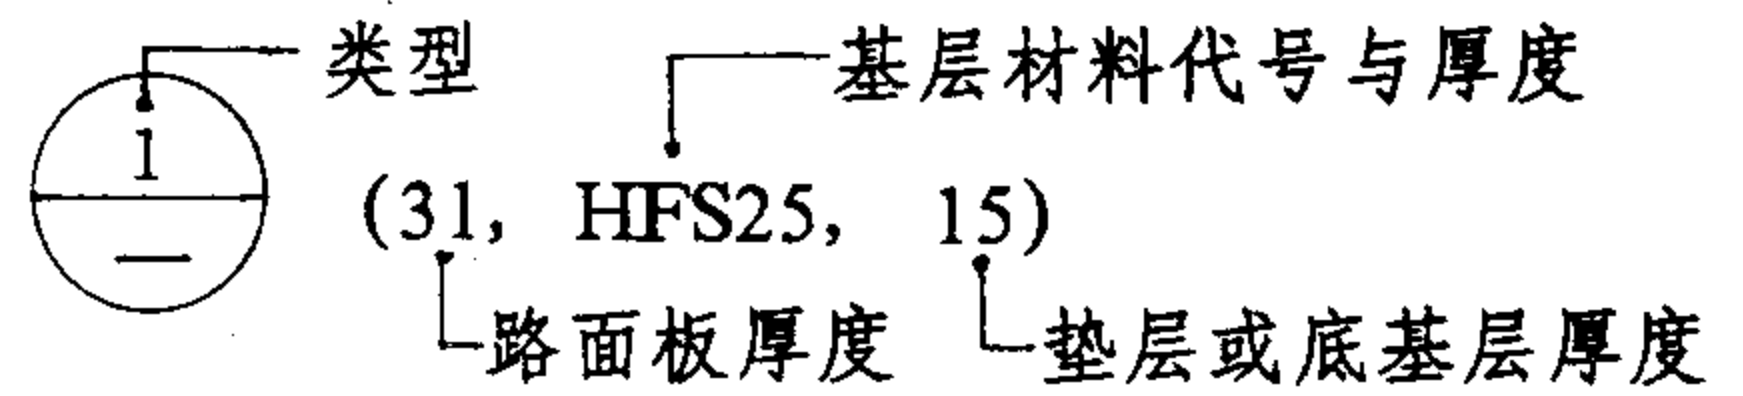 类型
基层材料代号与厚度
1
(31, HFS25, 15)
—
路面板厚度
垫层或底基层厚度